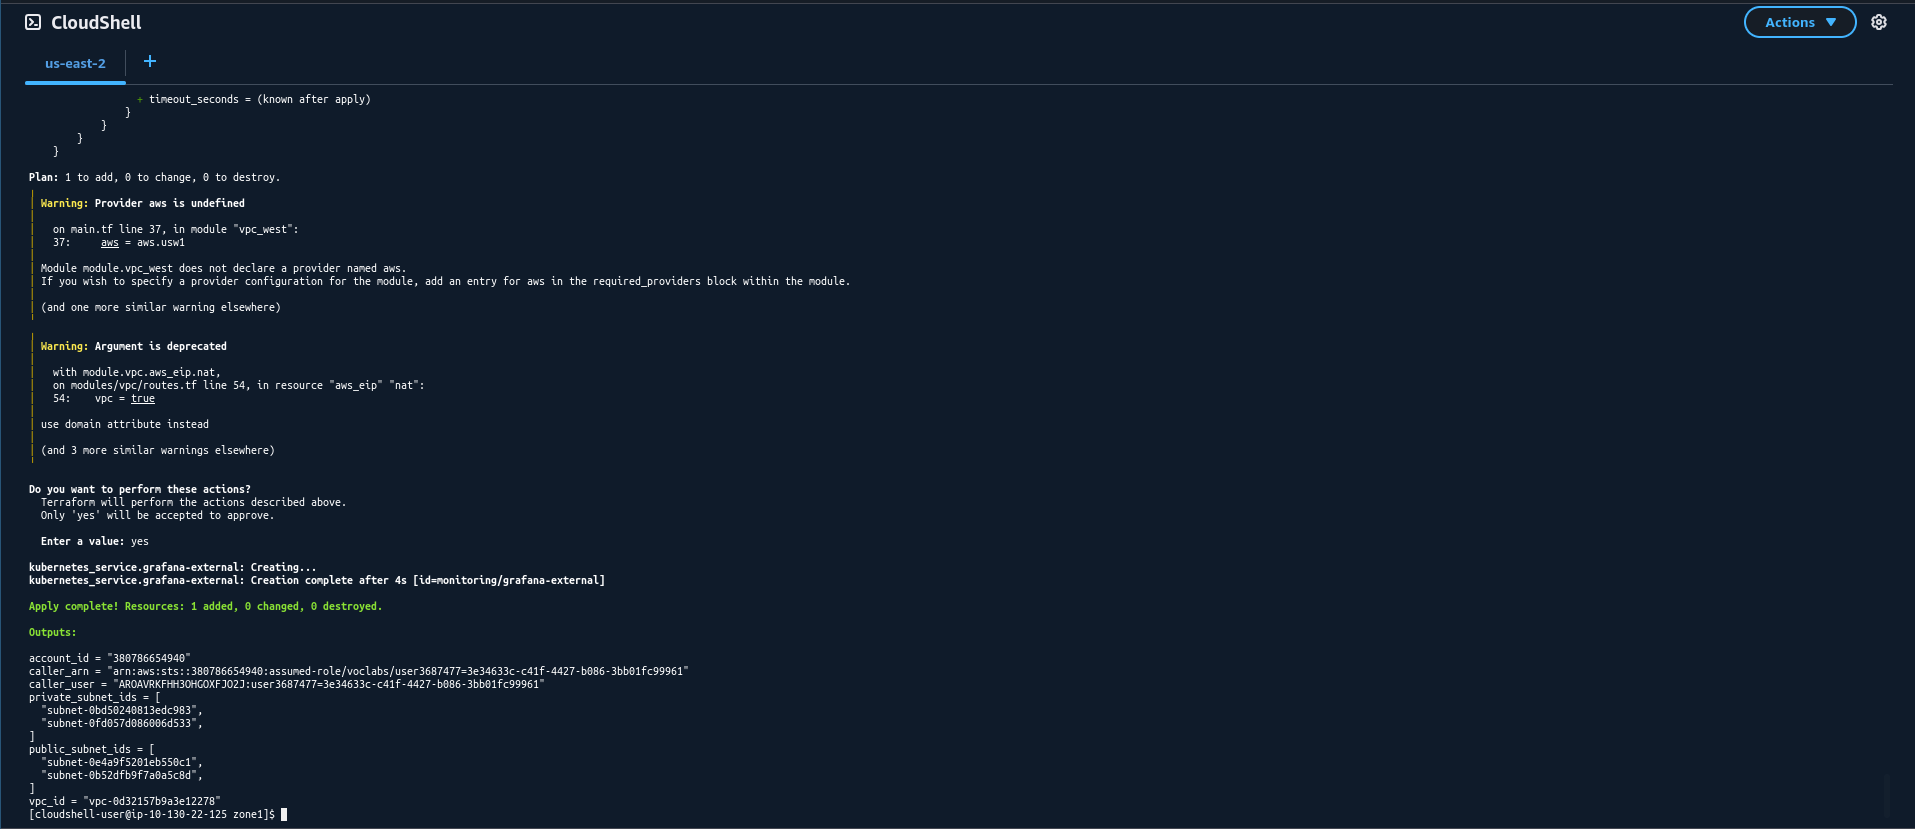 CloudShell
Actions ▼
us-east-2 +
+ timeout_seconds = (known after apply)
}
}
}
}
Plan: 1 to add, 0 to change, 0 to destroy.
Warning: Provider aws is undefined
on main.tf line 37, in module "vpc_west":
37: aws = aws.usw1
Module module.vpc_west does not declare a provider named aws.
If you wish to specify a provider configuration for the module, add an entry for aws in the required_providers block within the module.
(and one more similar warning elsewhere)
Warning: Argument is deprecated
with module.vpc.aws_eip.nat,
on modules/vpc/routes.tf line 54, in resource "aws_eip" "nat":
54: vpc = true
use domain attribute instead
(and 3 more similar warnings elsewhere)
Do you want to perform these actions?
Terraform will perform the actions described above.
Only 'yes' will be accepted to approve.
Enter a value: yes
kubernetes_service.grafana-external: Creating...
kubernetes_service.grafana-external: Creation complete after 4s [id=monitoring/grafana-external]
Apply complete! Resources: 1 added, 0 changed, 0 destroyed.
Outputs:
account_id = "380786654940"
caller_arn = "arn:aws:sts::380786654940:assumed-role/voclabs/user3687477=3e34633c-c41f-4427-b086-3bb01fc99961"
caller_user = "AROAVRKFHH3OHGOXFJO2J:user3687477=3e34633c-c41f-4427-b086-3bb01fc99961"
private_subnet_ids = [
"subnet-0bd50240813edc983",
"subnet-0fd057d086006d533",
]
public_subnet_ids = [
"subnet-0e4a9f5201eb550c1",
"subnet-0b52dfb9f7a0a5c8d",
]
vpc_id = "vpc-0d32157b9a3e12278"
[cloudshell-user@ip-10-130-22-125 zone1]$